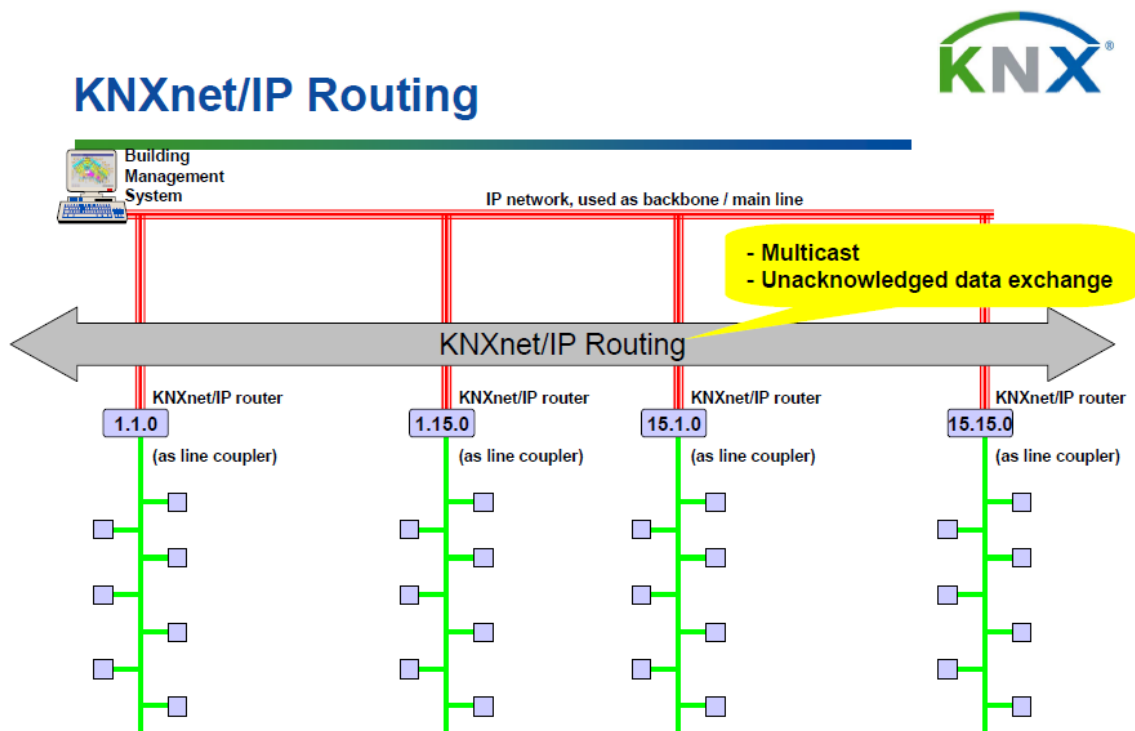 KNX®
KNXnet/IP Routing
Building
Management
System
IP network, used as backbone / main line
- Multicast
- Unacknowledged data exchange
KNXnet/IP Routing
KNXnet/IP router
1.1.0
(as line coupler)
KNXnet/IP router
1.15.0
(as line coupler)
KNXnet/IP router
15.1.0
(as line coupler)
KNXnet/IP router
15.15.0
(as line coupler)